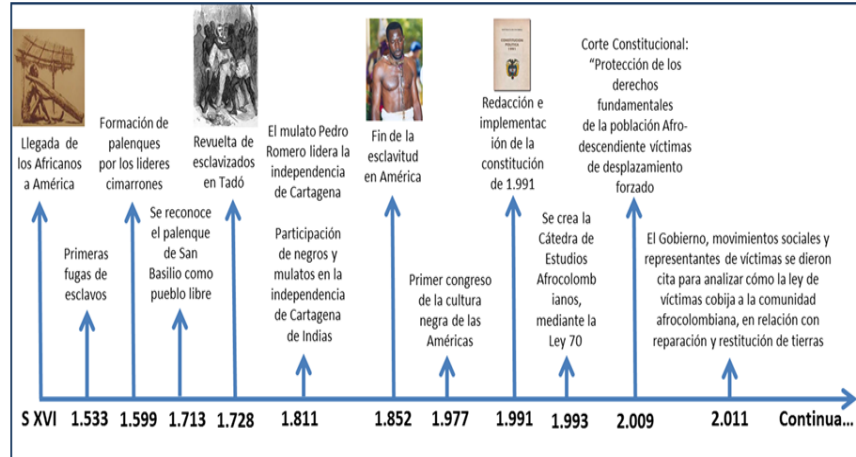 Llegada de
los Africanos
a América
Primeras
fugas de
esclavos
Formación de
palenques
por los lideres
cimarrones
Se reconoce
el palenque
de San
Basilio como
pueblo libre
Revuelta de
esclavizados
en Tadó
El mulato Pedro
Romero lidera la
independencia
de Cartagena
Participación
de negros y
mulatos en la
independencia
de Cartagena
de Indias
Fin de la
esclavitud
en América
Primer congreso
de la cultura
negra de las
Américas
Redacción e
implementac
ión de la
constitución
de 1.991
Se crea la
Cátedra de
Estudios
Afrocolomb
ianos,
mediante la
Ley 70
Corte Constitucional:
“Protección de los
derechos
fundamentales
de la población Afro-
descendiente víctimas
de desplazamiento
forzado
El Gobierno, movimientos sociales y
representantes de víctimas se dieron
cita para analizar cómo la ley de
víctimas cobija a la comunidad
afrocolombiana, en relación con
reparación y restitución de tierras
S XVI 1.533 1.599 1.713 1.728 1.811 1.852 1.977 1.991 1.993 2.009 2.011 Continua...